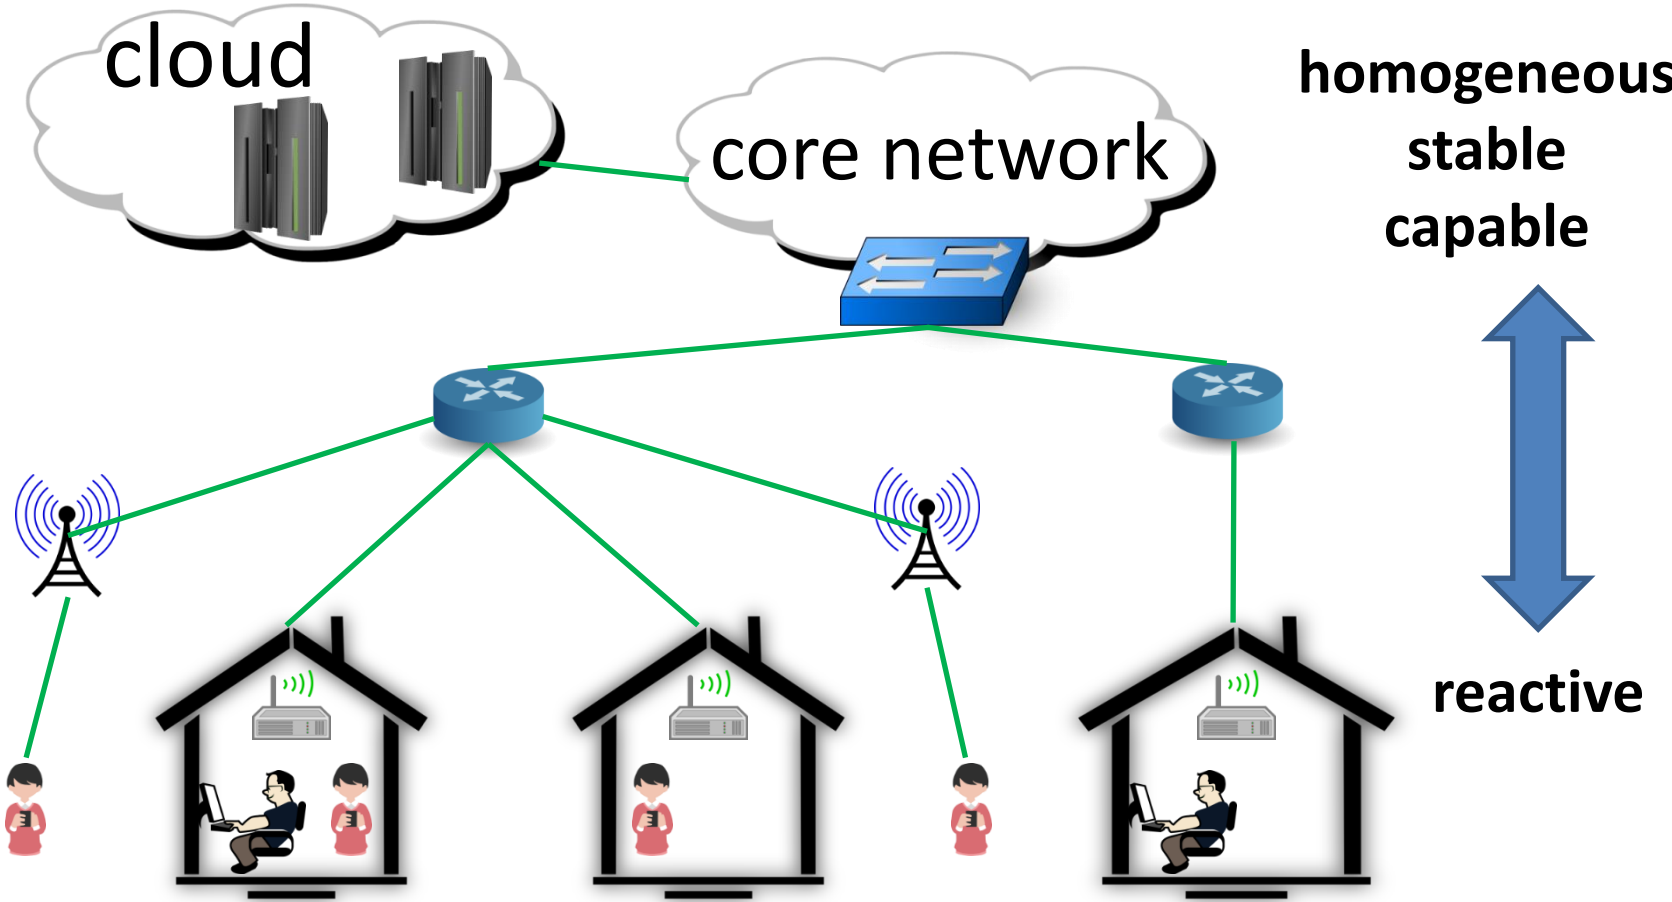 cloud
core network
homogeneous
stable
capable
reactive